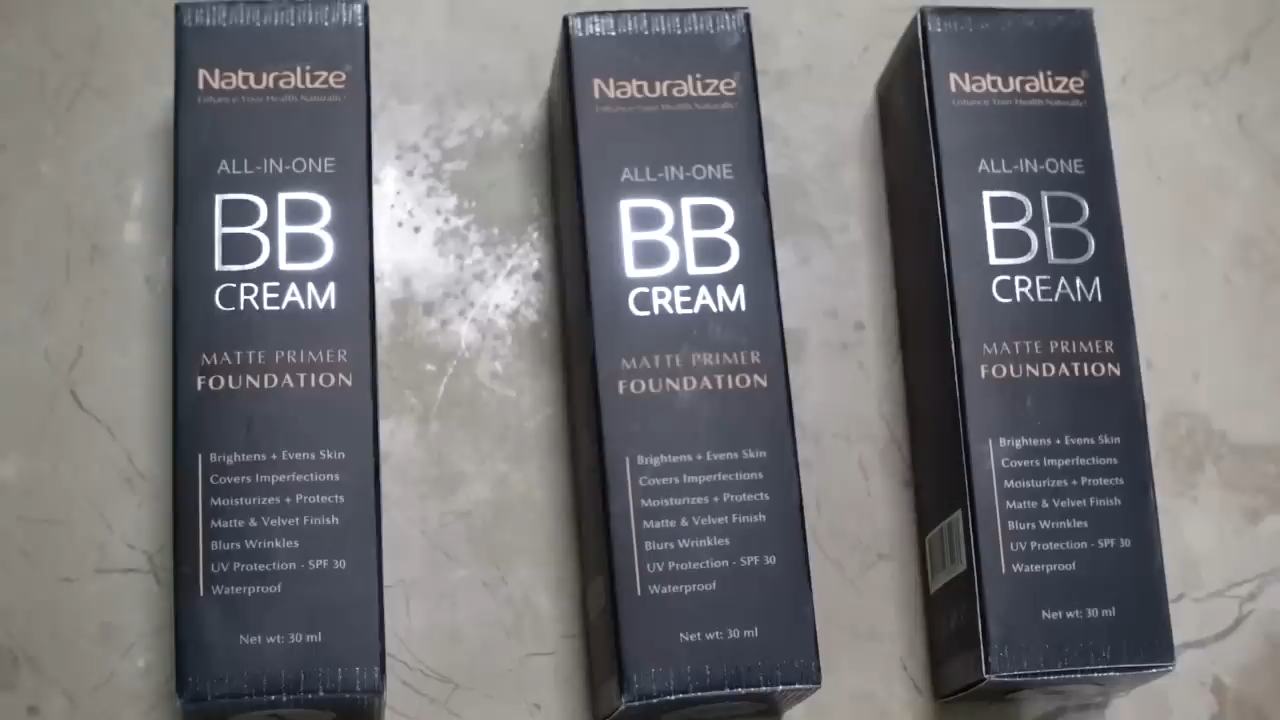 Naturalize®
Enhance Your Health Naturally!
ALL-IN-ONE
BB
CREAM
MATTE PRIMER
FOUNDATION
Brightens + Evens Skin
Covers Imperfections
Moisturizes + Protects
Matte & Velvet Finish
Blurs Wrinkles
UV Protection - SPF 30
Waterproof
Net wt: 30 ml
Naturalize®
Enhance Your Health Naturally!
ALL-IN-ONE
BB
CREAM
MATTE PRIMER
FOUNDATION
Brightens + Evens Skin
Covers Imperfections
Moisturizes + Protects
Matte & Velvet Finish
Blurs Wrinkles
UV Protection - SPF 30
Waterproof
Net wt: 30 ml
Naturalize®
Enhance Your Health Naturally!
ALL-IN-ONE
BB
CREAM
MATTE PRIMER
FOUNDATION
Brightens + Evens Skin
Covers Imperfections
Moisturizes + Protects
Matte & Velvet Finish
Blurs Wrinkles
UV Protection - SPF 30
Waterproof
Net wt: 30 ml